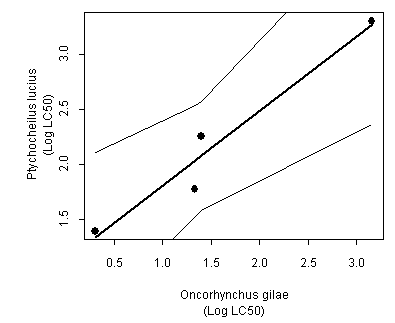 3.0
2.5
2.0
1.5
Ptychocheilus lucius
(Log LC50)
0.5 1.0 1.5 2.0 2.5 3.0
Oncorhynchus gilae
(Log LC50)